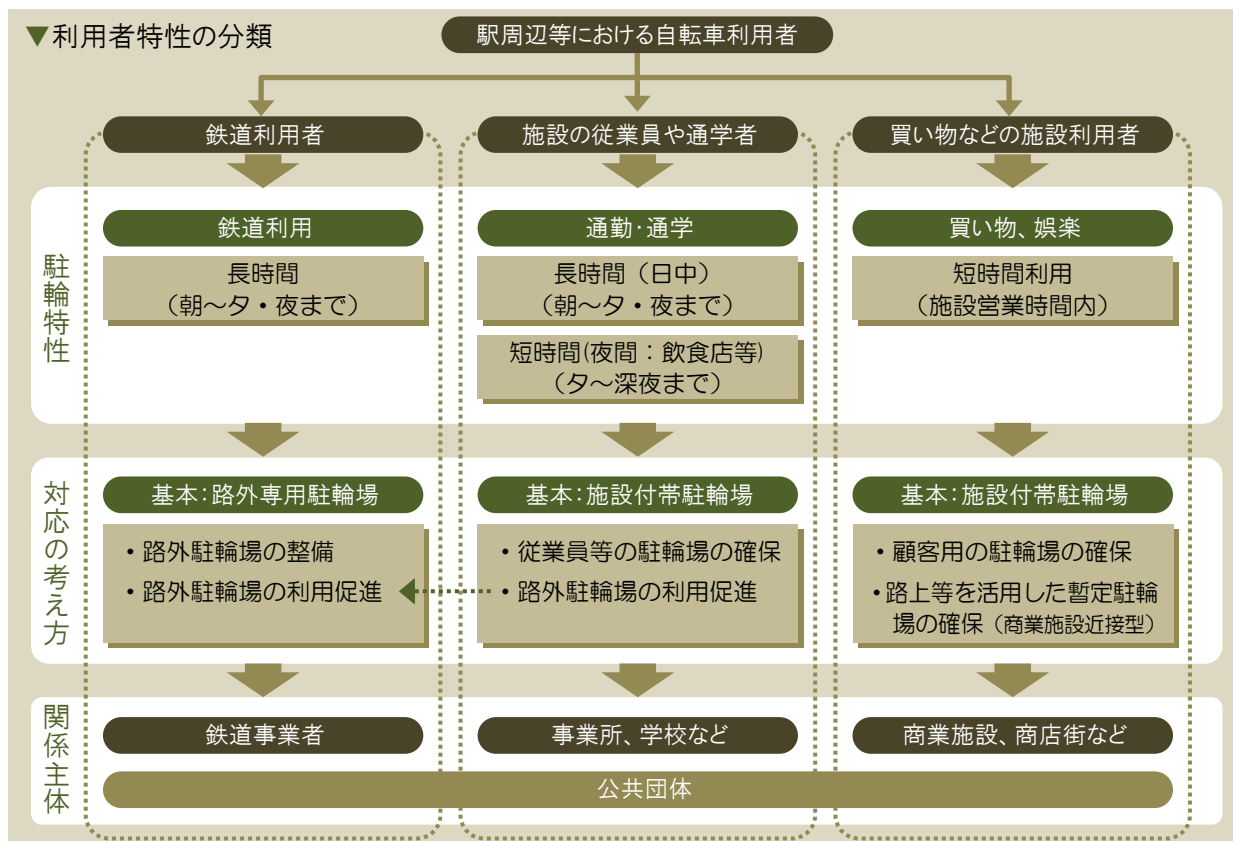 ▼利用者特性の分類
駅周辺等における自転車利用者
鉄道利用者
施設の従業員や通学者
買い物などの施設利用者
駐輪特性
鉄道利用
長時間
（朝～夕・夜まで）
通勤・通学
長時間（日中）
（朝～夕・夜まで）
短時間(夜間：飲食店等)
（夕～深夜まで）
買い物、娯楽
短時間利用
（施設営業時間内）
対応の考え方
基本：路外専用駐輪場
・路外駐輪場の整備
・路外駐輪場の利用促進
基本：施設付帯駐輪場
・従業員等の駐輪場の確保
・路外駐輪場の利用促進
基本：施設付帯駐輪場
・顧客用の駐輪場の確保
・路上等を活用した暫定駐輪
場の確保（商業施設近接型）
関係主体
鉄道事業者
事業所、学校など
商業施設、商店街など
公共団体